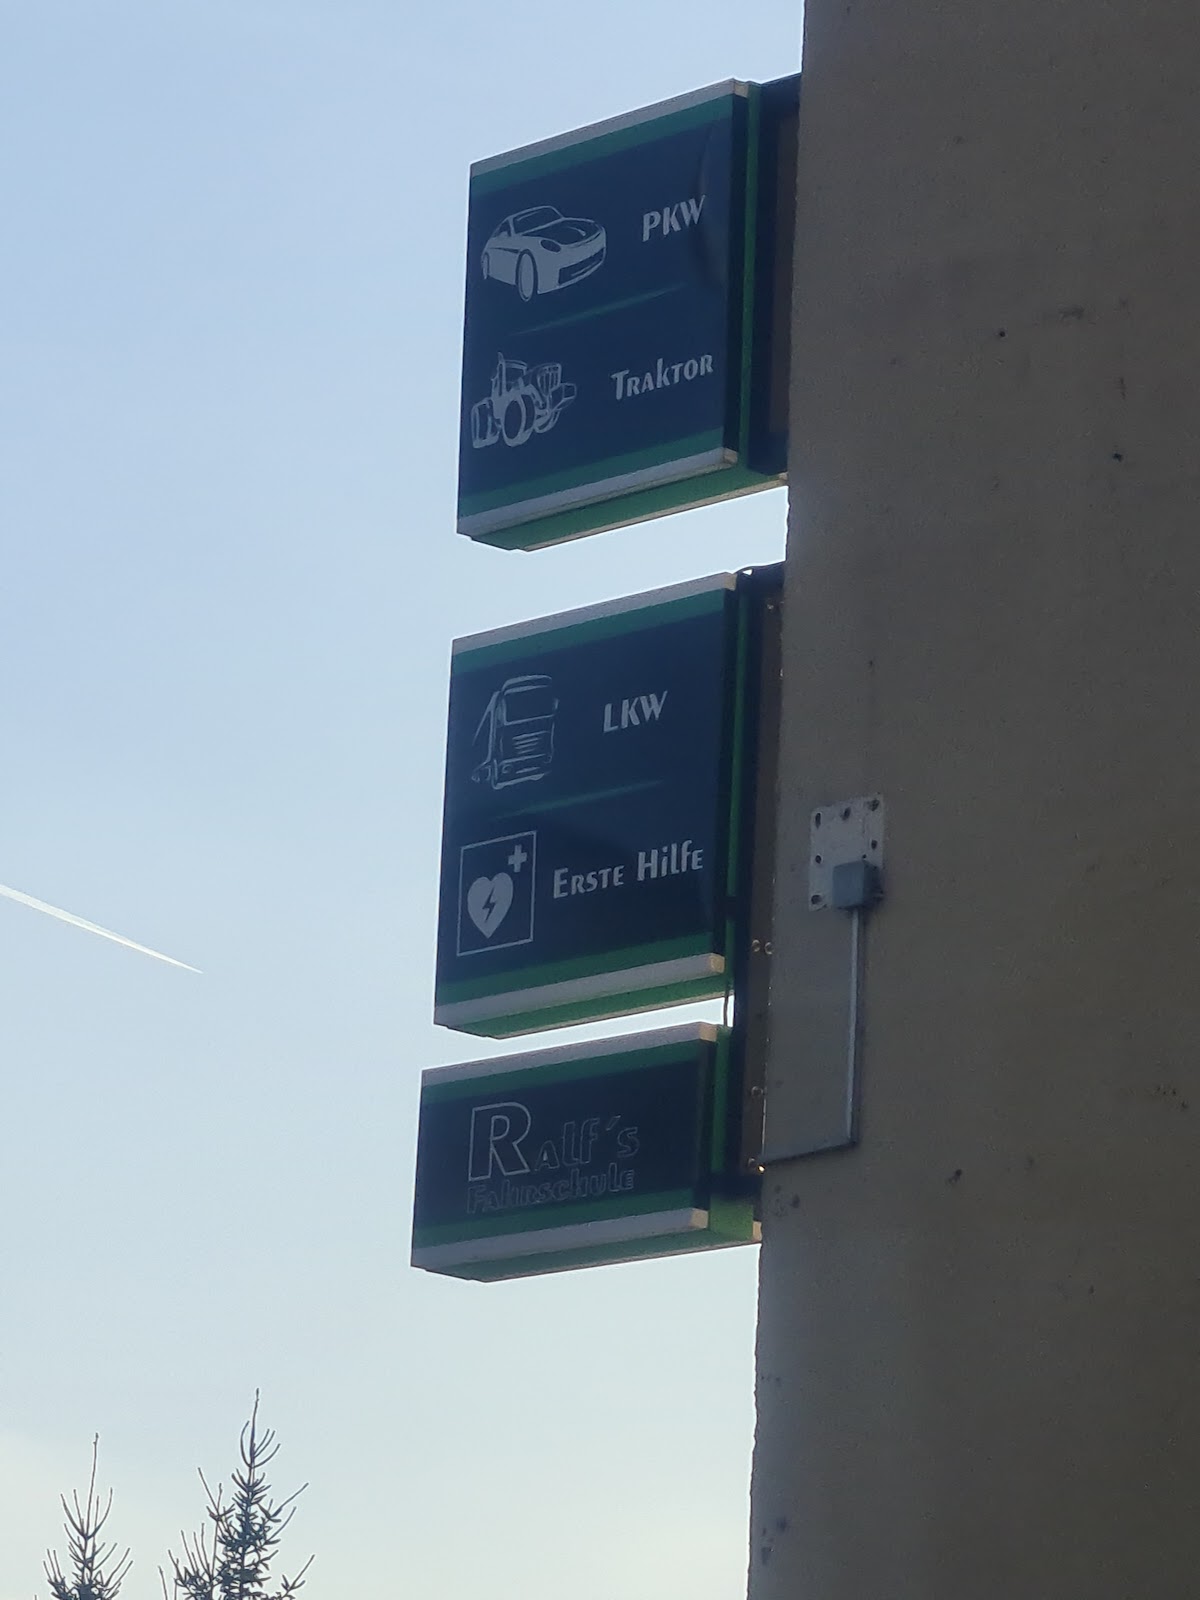 PKW
Traktor
LKW
Erste Hilfe
Ralf´s
Fahrschule